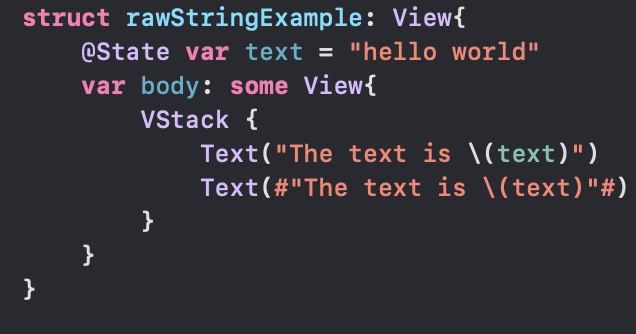 struct rawStringExample: View{
    @State var text = "hello world"
    var body: some View{
        VStack {
            Text("The text is \(text)")
            Text(#"The text is \(text)"#)
        }
    }
}